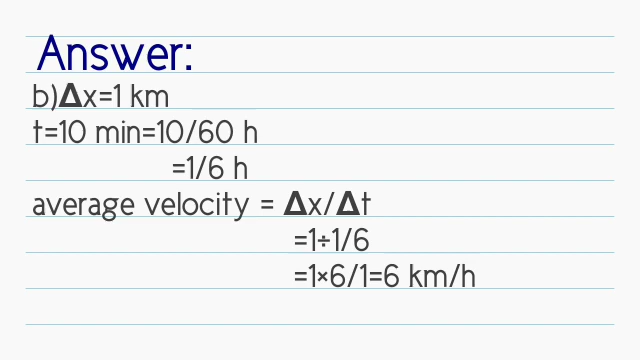 Answer:
b)Δx=1 km
t=10 min=10/60 h
=1/6 h
average velocity = Δx/Δt
=1÷1/6
=1×6/1=6 km/h